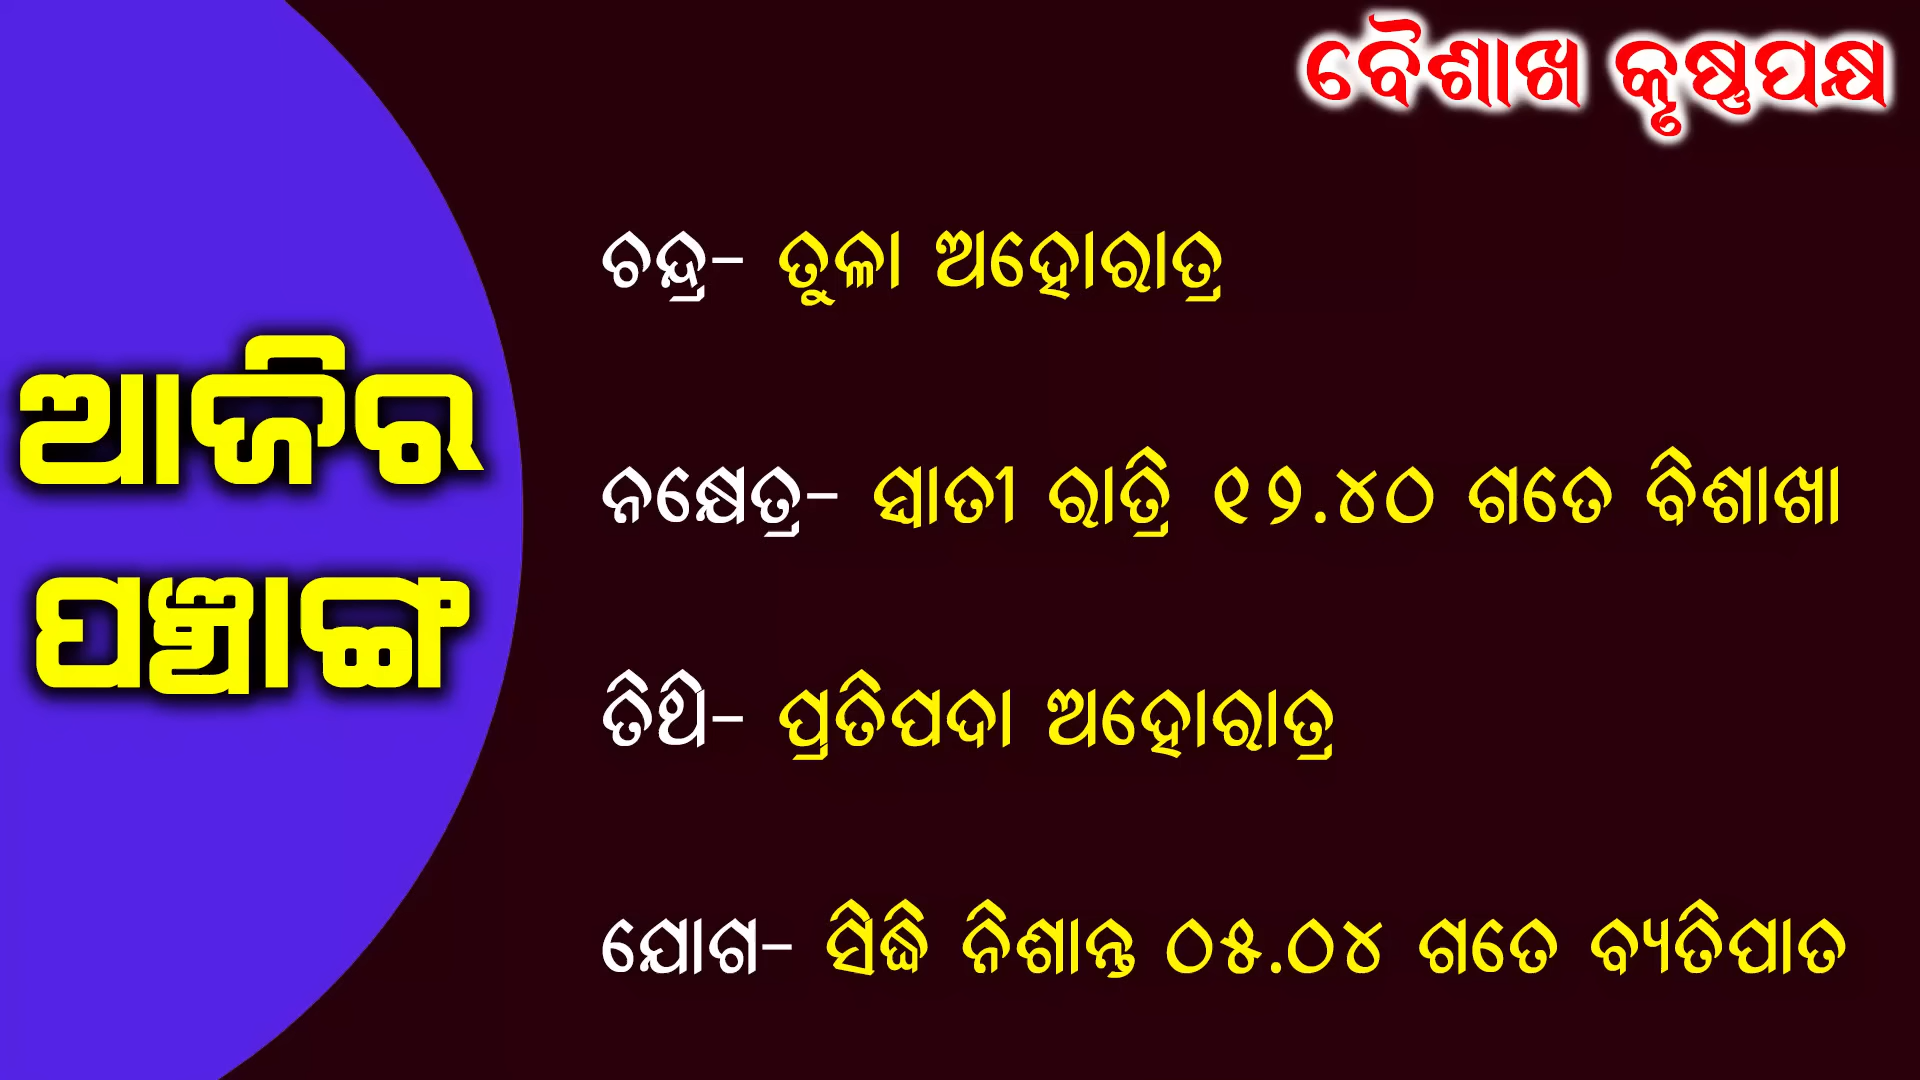 ବୈଶାଖ କୃଷ୍ଣପକ୍ଷ
ଆଜିର
ପଞ୍ଚାଙ୍ଗ
ଚନ୍ଦ୍ର- ତୁଳା ଅହୋରାତ୍ର
ନକ୍ଷେତ୍ର- ସ୍ୱାତୀ ରାତ୍ରି ୧୨.୪୦ ଗତେ ବିଶାଖା
ତିଥି- ପ୍ରତିପଦା ଅହୋରାତ୍ର
ଯୋଗ- ସିଦ୍ଧି ନିଶାନ୍ତ ୦୫.୦୪ ଗତେ ବ୍ୟତିପାତ